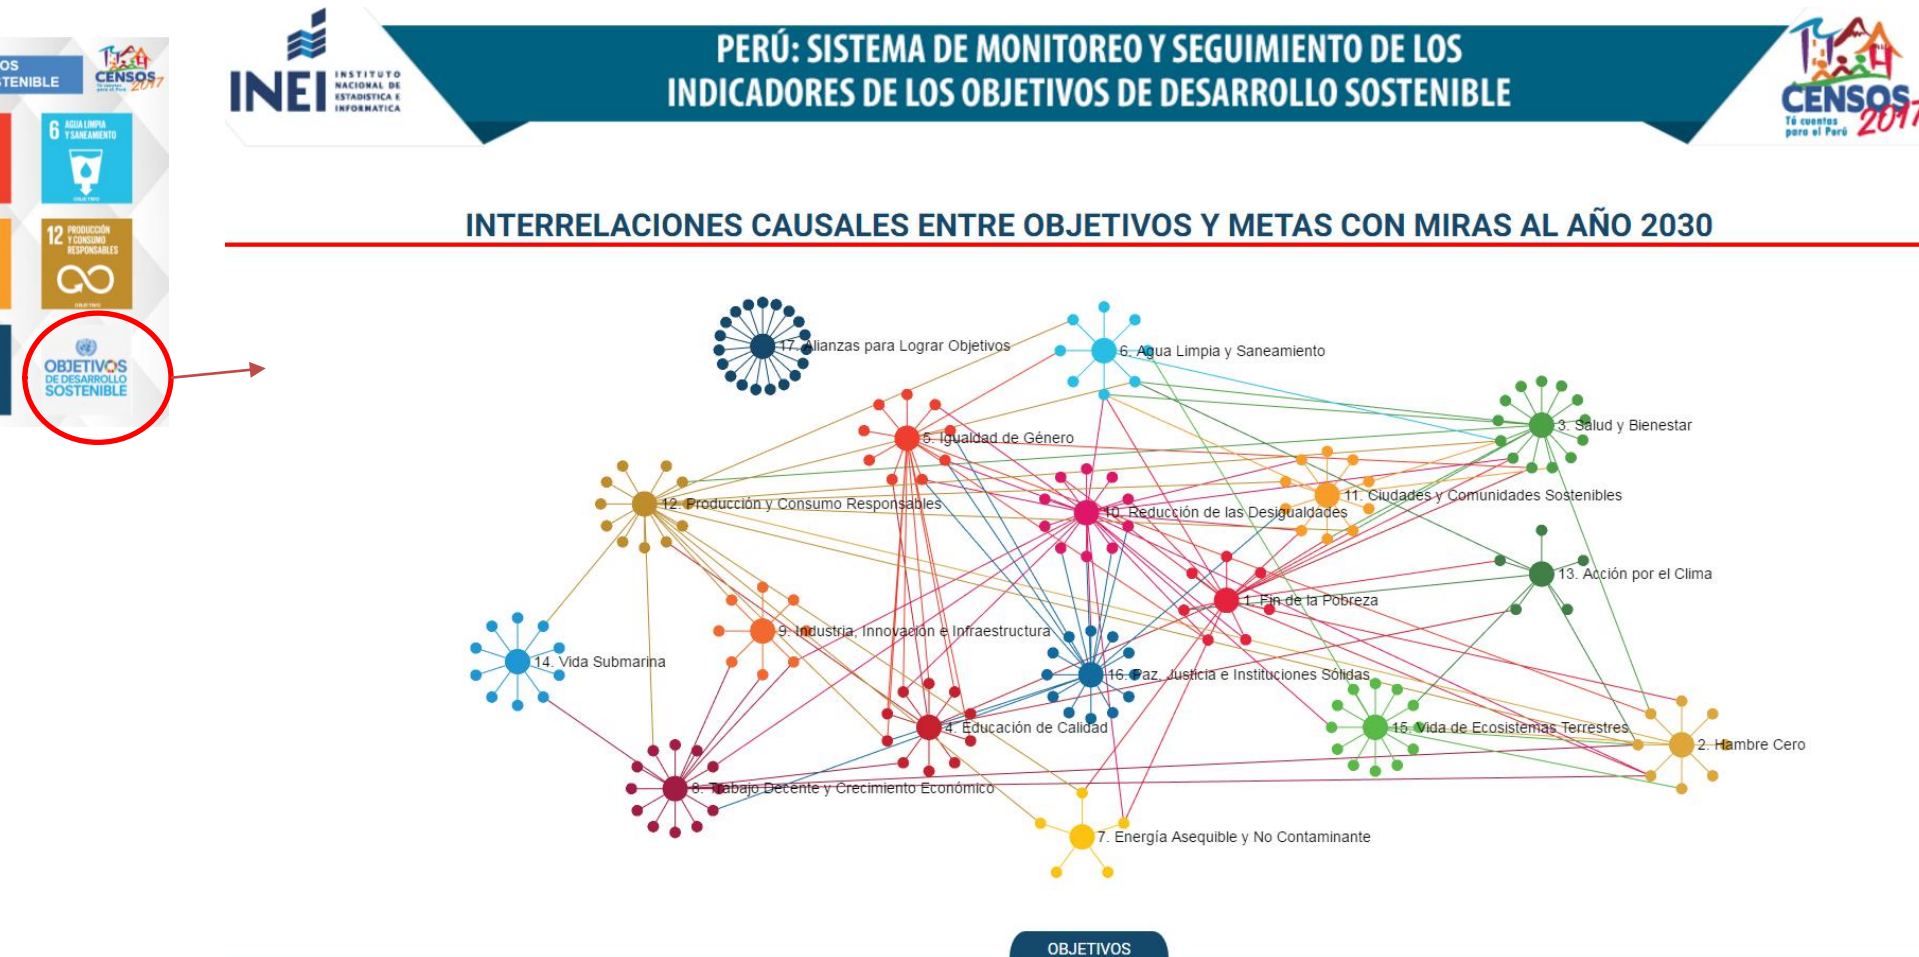 OS
TENIBLE
CENSOS
2017
6 AGUA LIMPIA
Y SANEAMIENTO
12 PRODUCCIÓN
Y CONSUMO
RESPONSABLES
OBJETIVOS
DE DESARROLLO
SOSTENIBLE
INEI
INSTITUTO
NACIONAL DE
ESTADISTICA E
INFORMATICA
PERÚ: SISTEMA DE MONITOREO Y SEGUIMIENTO DE LOS
INDICADORES DE LOS OBJETIVOS DE DESARROLLO SOSTENIBLE
CENSOS
Tú cuentas
para el Perú
2017
INTERRELACIONES CAUSALES ENTRE OBJETIVOS Y METAS CON MIRAS AL AÑO 2030
17. Alianzas para Lograr Objetivos
6. Agua Limpia y Saneamiento
3. Salud y Bienestar
5. Igualdad de Género
11. Ciudades y Comunidades Sostenibles
12. Producción y Consumo Responsables
10. Reducción de las Desigualdades
13. Acción por el Clima
1. Fin de la Pobreza
9. Industria, Innovación e Infraestructura
14. Vida Submarina
16. Paz, Justicia e Instituciones Sólidas
4. Educación de Calidad
15. Vida de Ecosistemas Terrestres
2. Hambre Cero
8. Trabajo Decente y Crecimiento Económico
7. Energía Asequible y No Contaminante
OBJETIVOS